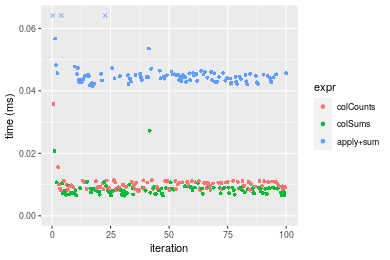 0.06
0.04
0.02
0.00
time (ms)
0
25
50
75
100
iteration
expr
colCounts
colSums
apply+sum